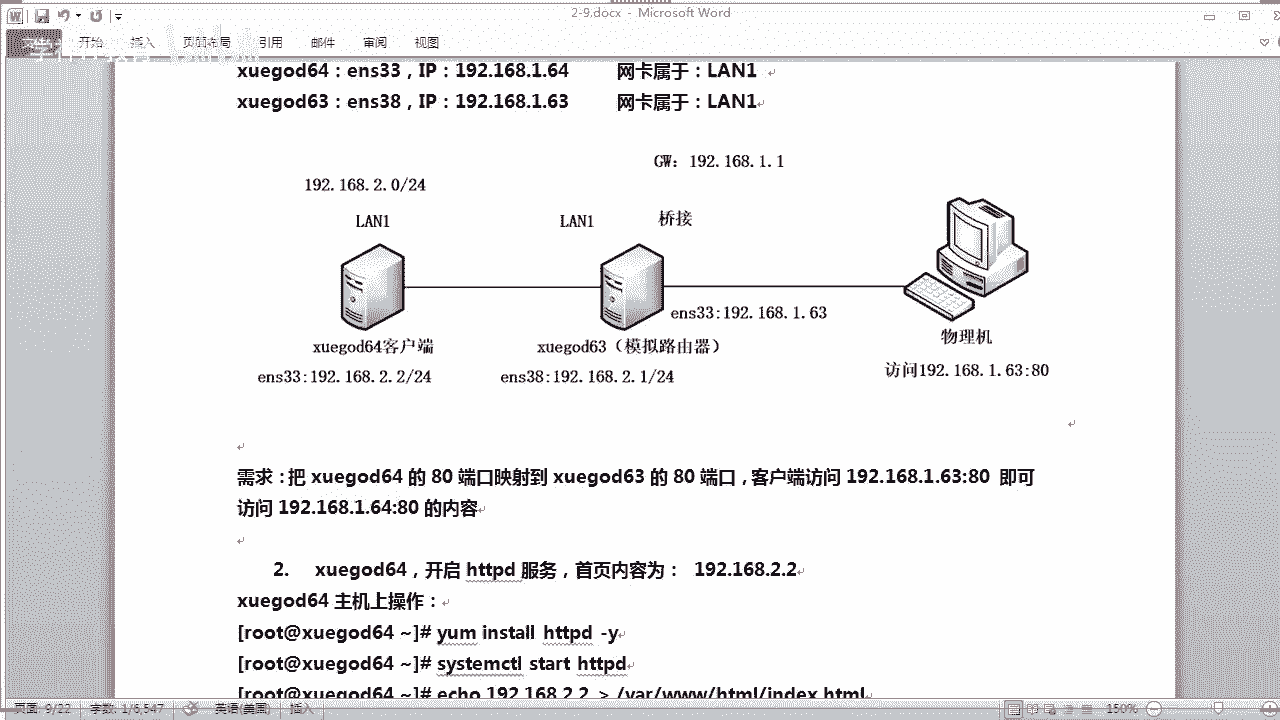 2-9.docx - Microsoft Word
开始 插入 页面布局 引用 邮件 审阅 视图
xuegod64：ens33，IP：192.168.1.64 网卡属于：LAN1
xuegod63：ens38，IP：192.168.1.63 网卡属于：LAN1
GW：192.168.1.1
192.168.2.0/24
LAN1 LAN1 桥接
ens33:192.168.1.63
xuegod64客户端 xuegod63（模拟路由器） 物理机
ens33:192.168.2.2/24 ens38:192.168.2.1/24 访问192.168.1.63:80
需求：把 xuegod64 的 80 端口映射到 xuegod63 的 80 端口，客户端访问 192.168.1.63:80 即可
访问 192.168.1.64:80 的内容
2. xuegod64，开启 httpd 服务，首页内容为： 192.168.2.2
xuegod64 主机上操作：
[root@xuegod64 ~]# yum install httpd -y
[root@xuegod64 ~]# systemctl start httpd
[root@xuegod64 ~]# echo 192.168.2.2 > /var/www/html/index.html
页面: 9/22 字数: 1/6,547 英语(美国) 插入 150%